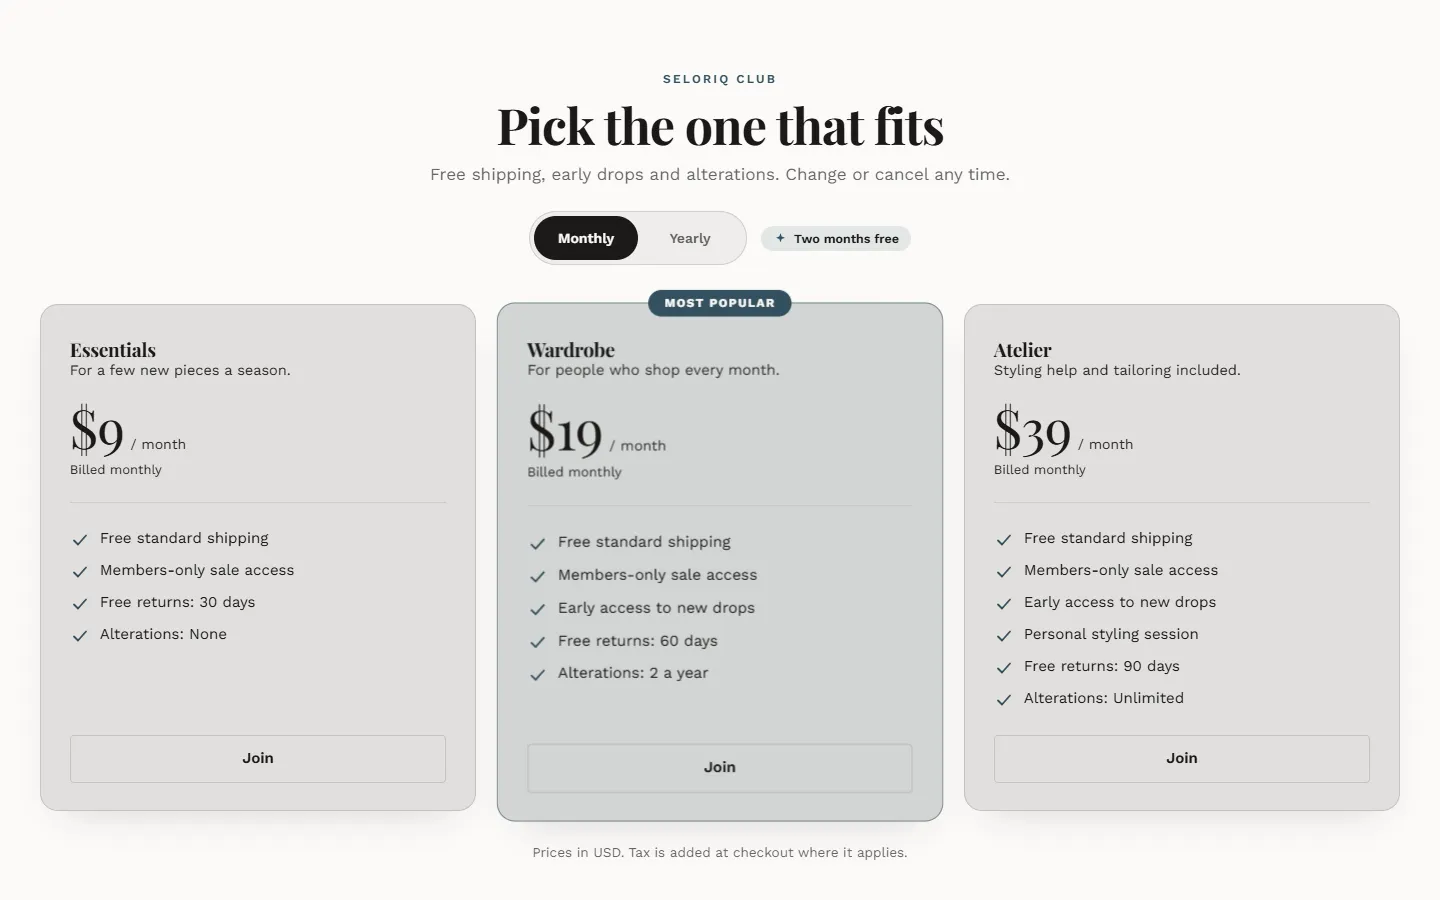 SELORIQ CLUB
Pick the one that fits
Free shipping, early drops and alterations. Change or cancel any time.
Monthly
Yearly
Two months free
Essentials
For a few new pieces a season.
$9 / month
Billed monthly
Free standard shipping
Members-only sale access
Free returns: 30 days
Alterations: None
Join
MOST POPULAR
Wardrobe
For people who shop every month.
$19 / month
Billed monthly
Free standard shipping
Members-only sale access
Early access to new drops
Free returns: 60 days
Alterations: 2 a year
Join
Atelier
Styling help and tailoring included.
$39 / month
Billed monthly
Free standard shipping
Members-only sale access
Early access to new drops
Personal styling session
Free returns: 90 days
Alterations: Unlimited
Join
Prices in USD. Tax is added at checkout where it applies.